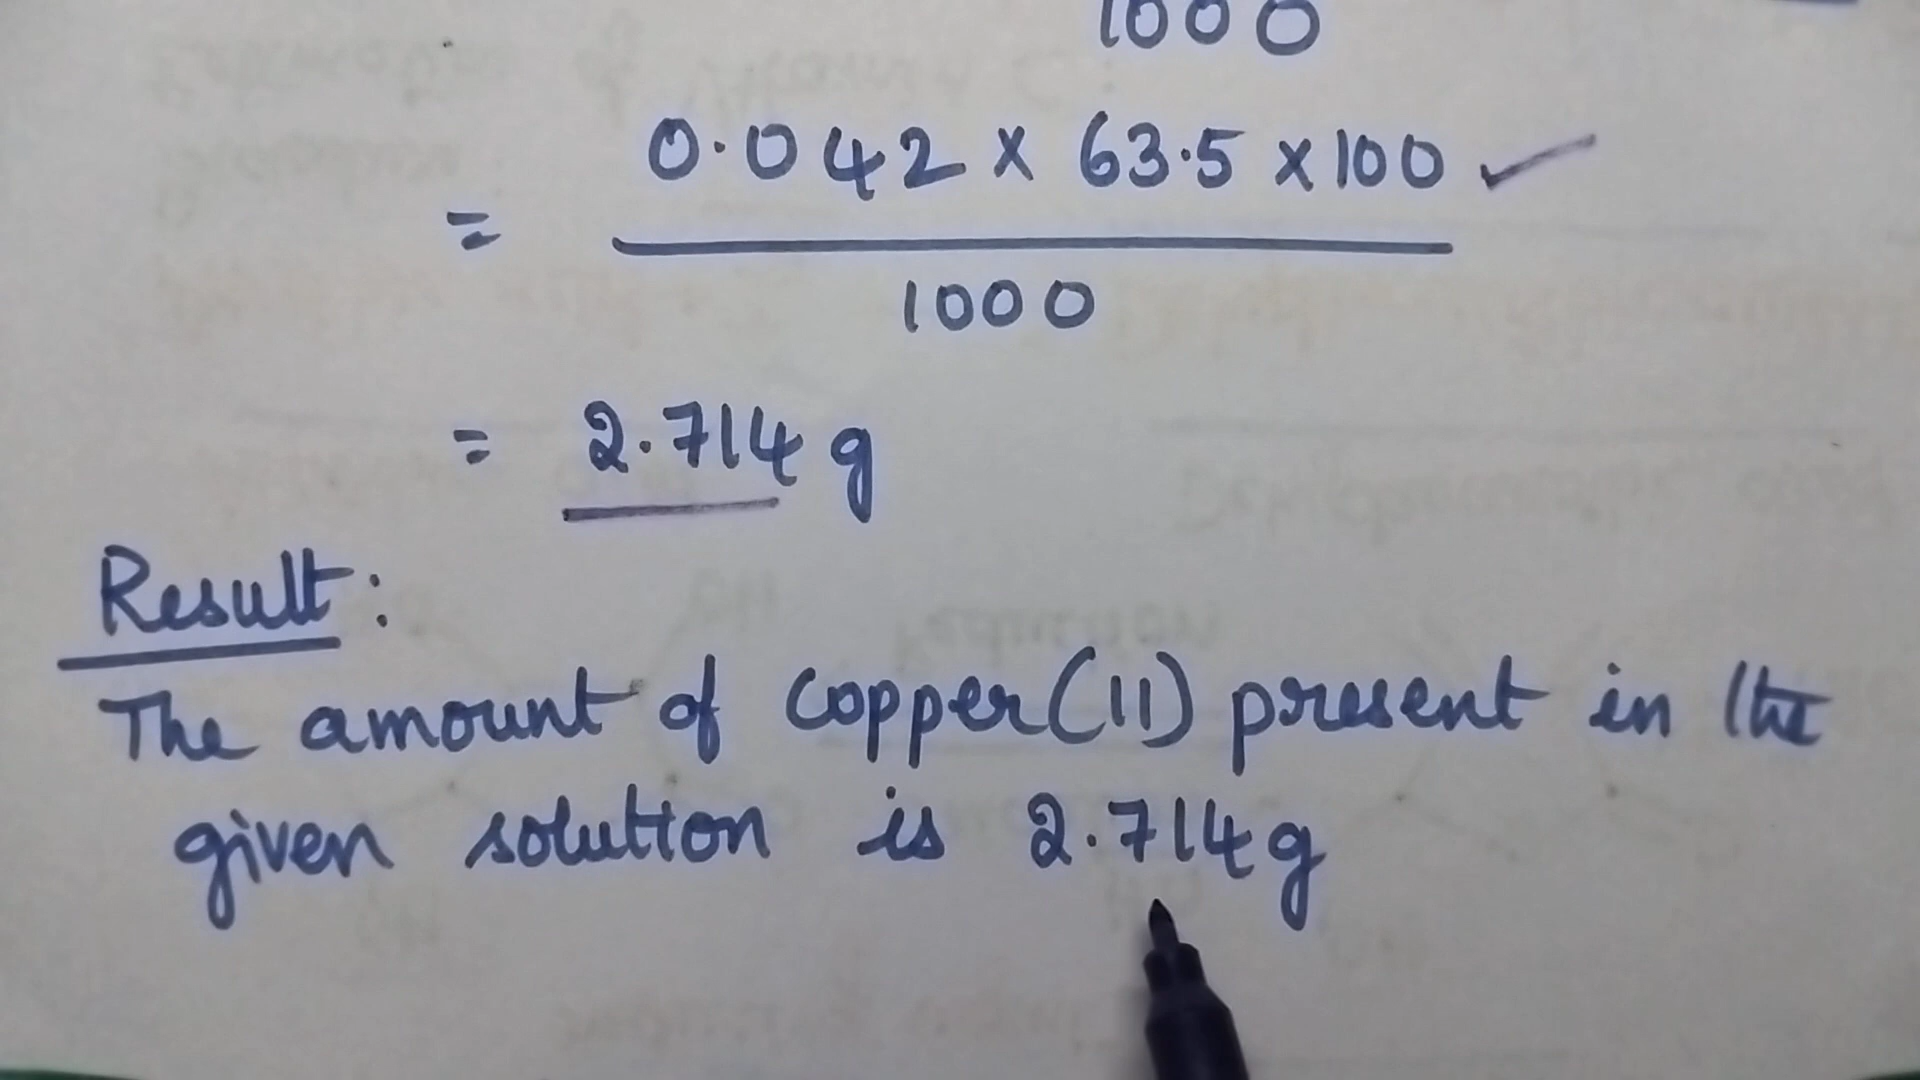 1000
0.042 x 63.5 x 100
=
1000
= 2.714 g
Result:
The amount of copper(II) present in the
given solution is 2.714g